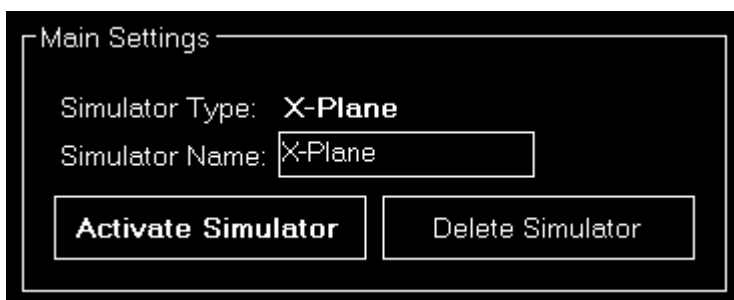 Main Settings
Simulator Type: X-Plane
Simulator Name: X-Plane
Activate Simulator Delete Simulator